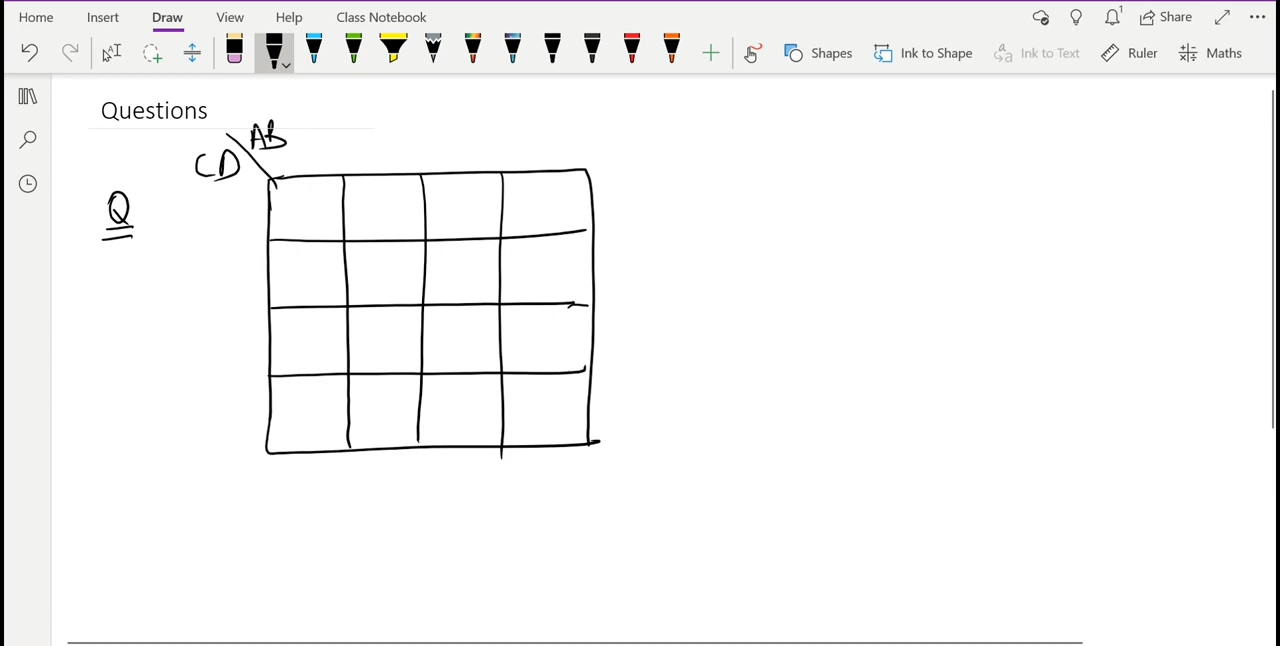 Home Insert Draw View Help Class Notebook 1 Share
Shapes Ink to Shape Ink to Text Ruler Maths
Questions
AB
CD
Q